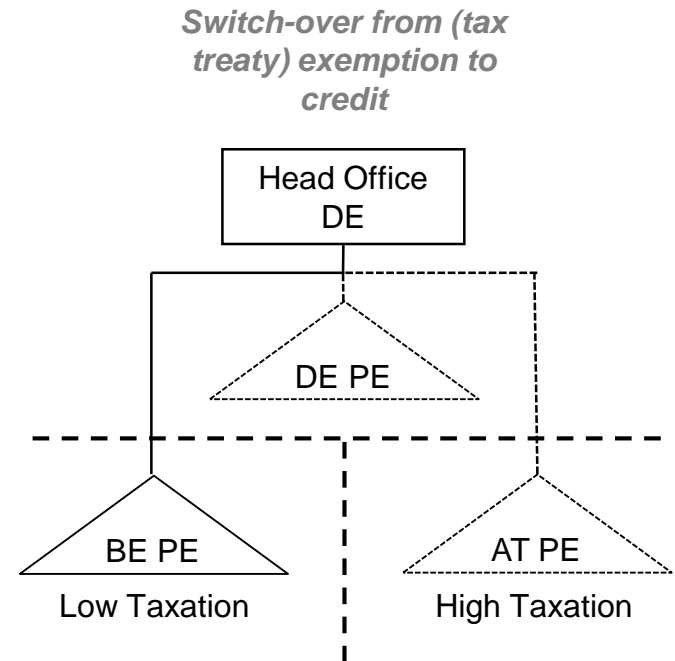 Switch-over from (tax
treaty) exemption to
credit
Head Office
DE
DE PE
BE PE
AT PE
Low Taxation
High Taxation